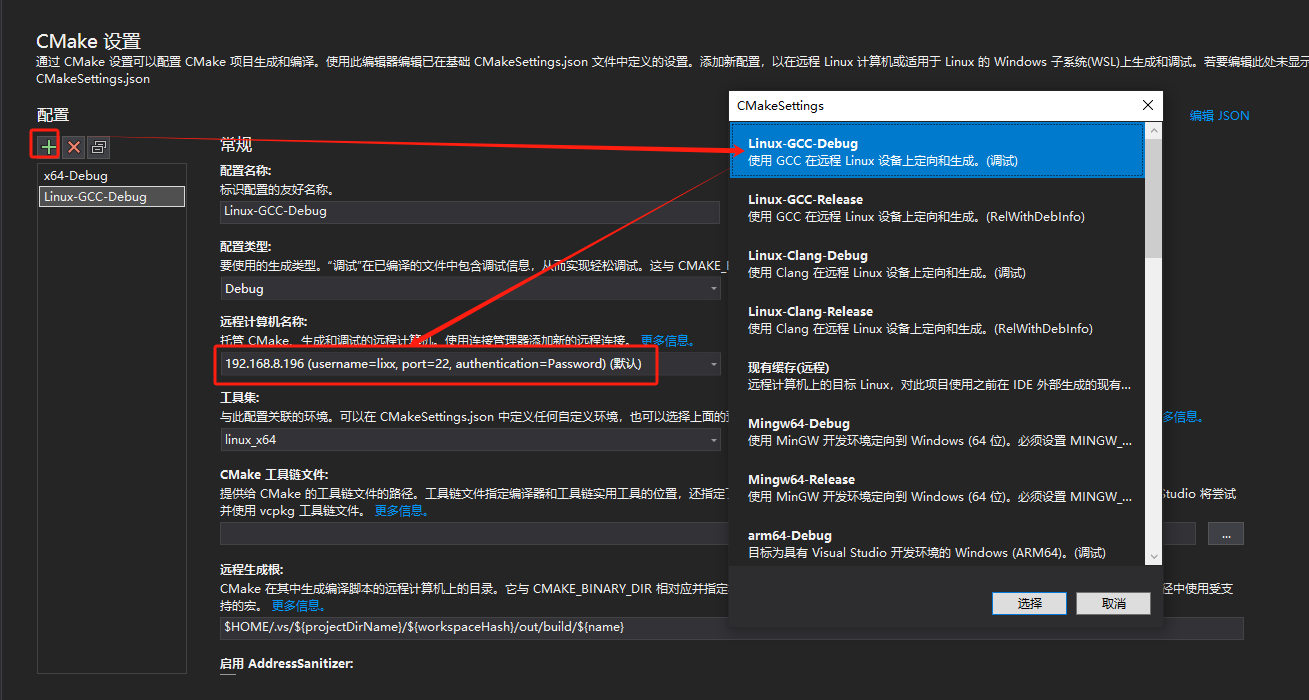 CMake 设置
通过 CMake 设置可以配置 CMake 项目生成和编译。使用此编辑器编辑已在基础 CMakeSettings.json 文件中定义的设置。添加新配置，以在远程 Linux 计算机或适用于 Linux 的 Windows 子系统(WSL)上生成和调试。若要编辑此处未显示
CMakeSettings.json
配置
编辑 JSON
x64-Debug
Linux-GCC-Debug
常规
配置名称:
标识配置的友好名称。
Linux-GCC-Debug
配置类型:
要使用的生成类型。“调试”在已编译的文件中包含调试信息，从而实现轻松调试。这与 CMAKE_
Debug
远程计算机名称:
托管 CMake、生成和调试的远程计算机。使用连接管理器添加新的远程连接。 更多信息。
192.168.8.196 (username=lixx, port=22, authentication=Password) (默认)
工具集:
与此配置关联的环境。可以在 CMakeSettings.json 中定义任何自定义环境，也可以选择上面的
多信息。
linux_x64
CMake 工具链文件:
提供给 CMake 的工具链文件的路径。工具链文件指定编译器和工具链实用工具的位置，还指定
Studio 将尝试
并使用 vcpkg 工具链文件。 更多信息。
...
远程生成根:
CMake 在其中生成编译脚本的远程计算机上的目录。它与 CMAKE_BINARY_DIR 相对应并指定
径中使用受支
持的宏。 更多信息。
$HOME/.vs/${projectDirName}/${workspaceHash}/out/build/${name}
启用 AddressSanitizer:
CMakeSettings
Linux-GCC-Debug
使用 GCC 在远程 Linux 设备上定向和生成。(调试)
Linux-GCC-Release
使用 GCC 在远程 Linux 设备上定向和生成。(RelWithDebInfo)
Linux-Clang-Debug
使用 Clang 在远程 Linux 设备上定向和生成。(调试)
Linux-Clang-Release
使用 Clang 在远程 Linux 设备上定向和生成。(RelWithDebInfo)
现有缓存(远程)
远程计算机上的目标 Linux，对此项目使用之前在 IDE 外部生成的现有...
Mingw64-Debug
使用 MinGW 开发环境定向到 Windows (64 位)。必须设置 MINGW_...
Mingw64-Release
使用 MinGW 开发环境定向到 Windows (64 位)。必须设置 MINGW_...
arm64-Debug
目标为具有 Visual Studio 开发环境的 Windows (ARM64)。(调试)
选择
取消